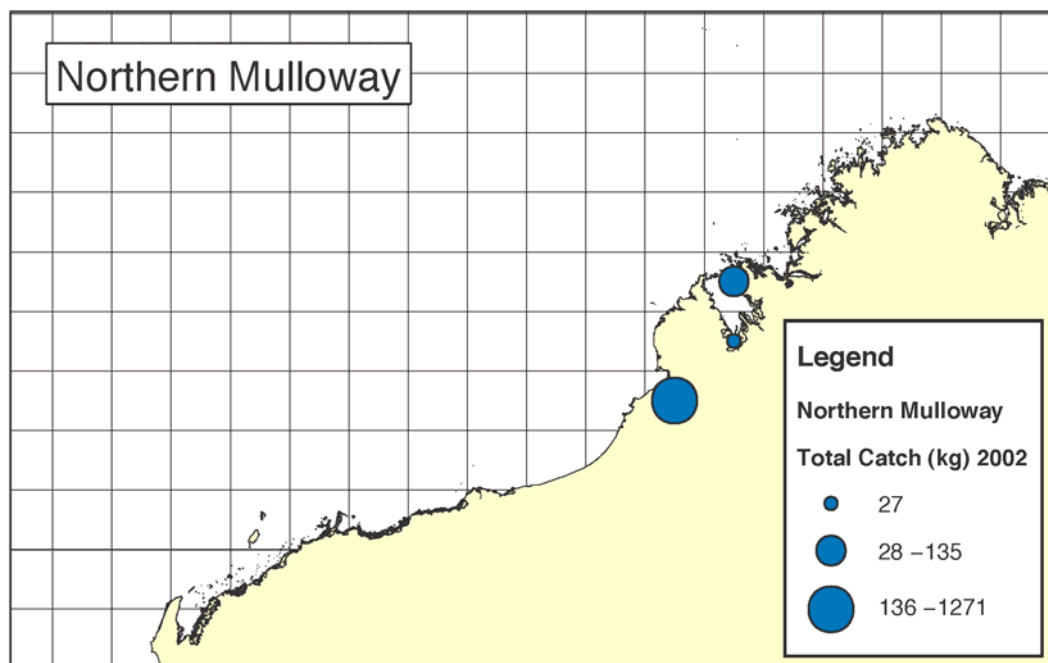 Northern Mulloway
Legend
Northern Mulloway
Total Catch (kg) 2002
27
28 –135
136 –1271